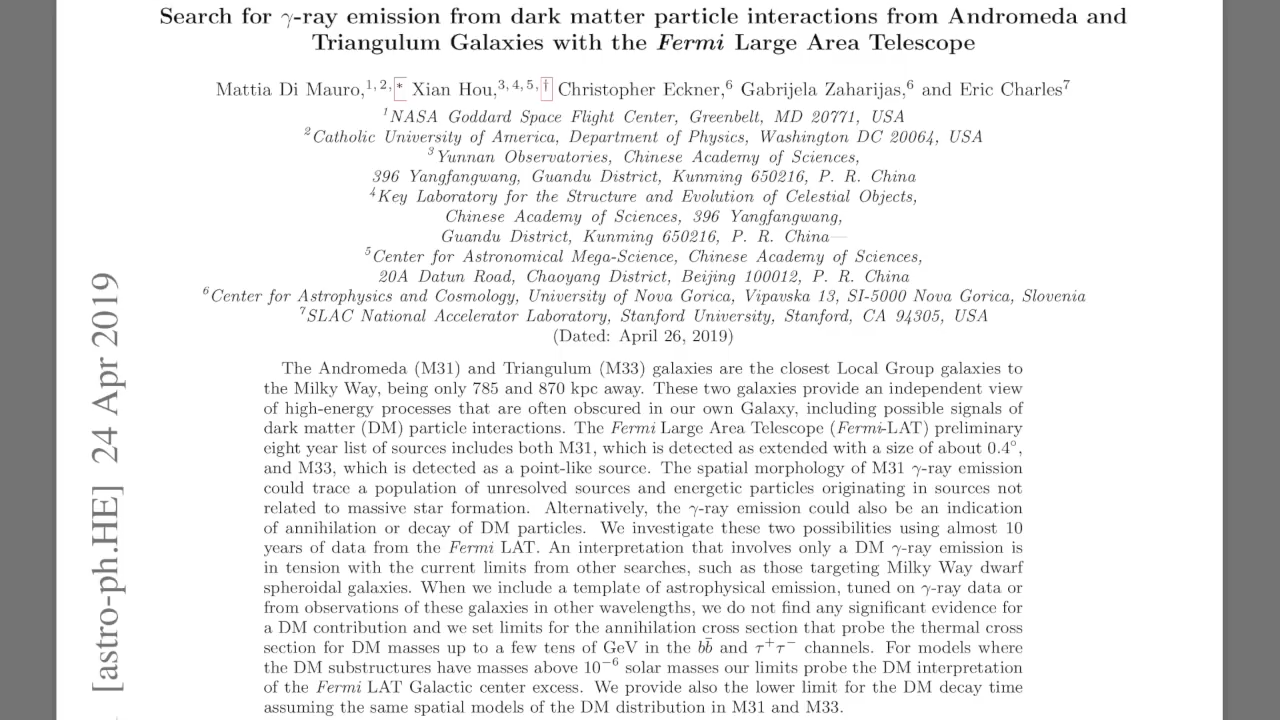 Search for γ-ray emission from dark matter particle interactions from Andromeda and
Triangulum Galaxies with the Fermi Large Area Telescope
Mattia Di Mauro,1, 2, * Xian Hou,3, 4, 5, † Christopher Eckner,6 Gabrijela Zaharijas,6 and Eric Charles7
1NASA Goddard Space Flight Center, Greenbelt, MD 20771, USA
2Catholic University of America, Department of Physics, Washington DC 20064, USA
3Yunnan Observatories, Chinese Academy of Sciences,
396 Yangfangwang, Guandu District, Kunming 650216, P. R. China
4Key Laboratory for the Structure and Evolution of Celestial Objects,
Chinese Academy of Sciences, 396 Yangfangwang,
Guandu District, Kunming 650216, P. R. China—
5Center for Astronomical Mega-Science, Chinese Academy of Sciences,
20A Datun Road, Chaoyang District, Beijing 100012, P. R. China
6Center for Astrophysics and Cosmology, University of Nova Gorica, Vipavska 13, SI-5000 Nova Gorica, Slovenia
7SLAC National Accelerator Laboratory, Stanford University, Stanford, CA 94305, USA
(Dated: April 26, 2019)
The Andromeda (M31) and Triangulum (M33) galaxies are the closest Local Group galaxies to
the Milky Way, being only 785 and 870 kpc away. These two galaxies provide an independent view
of high-energy processes that are often obscured in our own Galaxy, including possible signals of
dark matter (DM) particle interactions. The Fermi Large Area Telescope (Fermi-LAT) preliminary
eight year list of sources includes both M31, which is detected as extended with a size of about 0.4°,
and M33, which is detected as a point-like source. The spatial morphology of M31 γ-ray emission
could trace a population of unresolved sources and energetic particles originating in sources not
related to massive star formation. Alternatively, the γ-ray emission could also be an indication
of annihilation or decay of DM particles. We investigate these two possibilities using almost 10
years of data from the Fermi LAT. An interpretation that involves only a DM γ-ray emission is
in tension with the current limits from other searches, such as those targeting Milky Way dwarf
spheroidal galaxies. When we include a template of astrophysical emission, tuned on γ-ray data or
from observations of these galaxies in other wavelengths, we do not find any significant evidence for
a DM contribution and we set limits for the annihilation cross section that probe the thermal cross
section for DM masses up to a few tens of GeV in the bb̄ and τ+τ− channels. For models where
the DM substructures have masses above 10−6 solar masses our limits probe the DM interpretation
of the Fermi LAT Galactic center excess. We provide also the lower limit for the DM decay time
assuming the same spatial models of the DM distribution in M31 and M33.
[astro-ph.HE] 24 Apr 2019